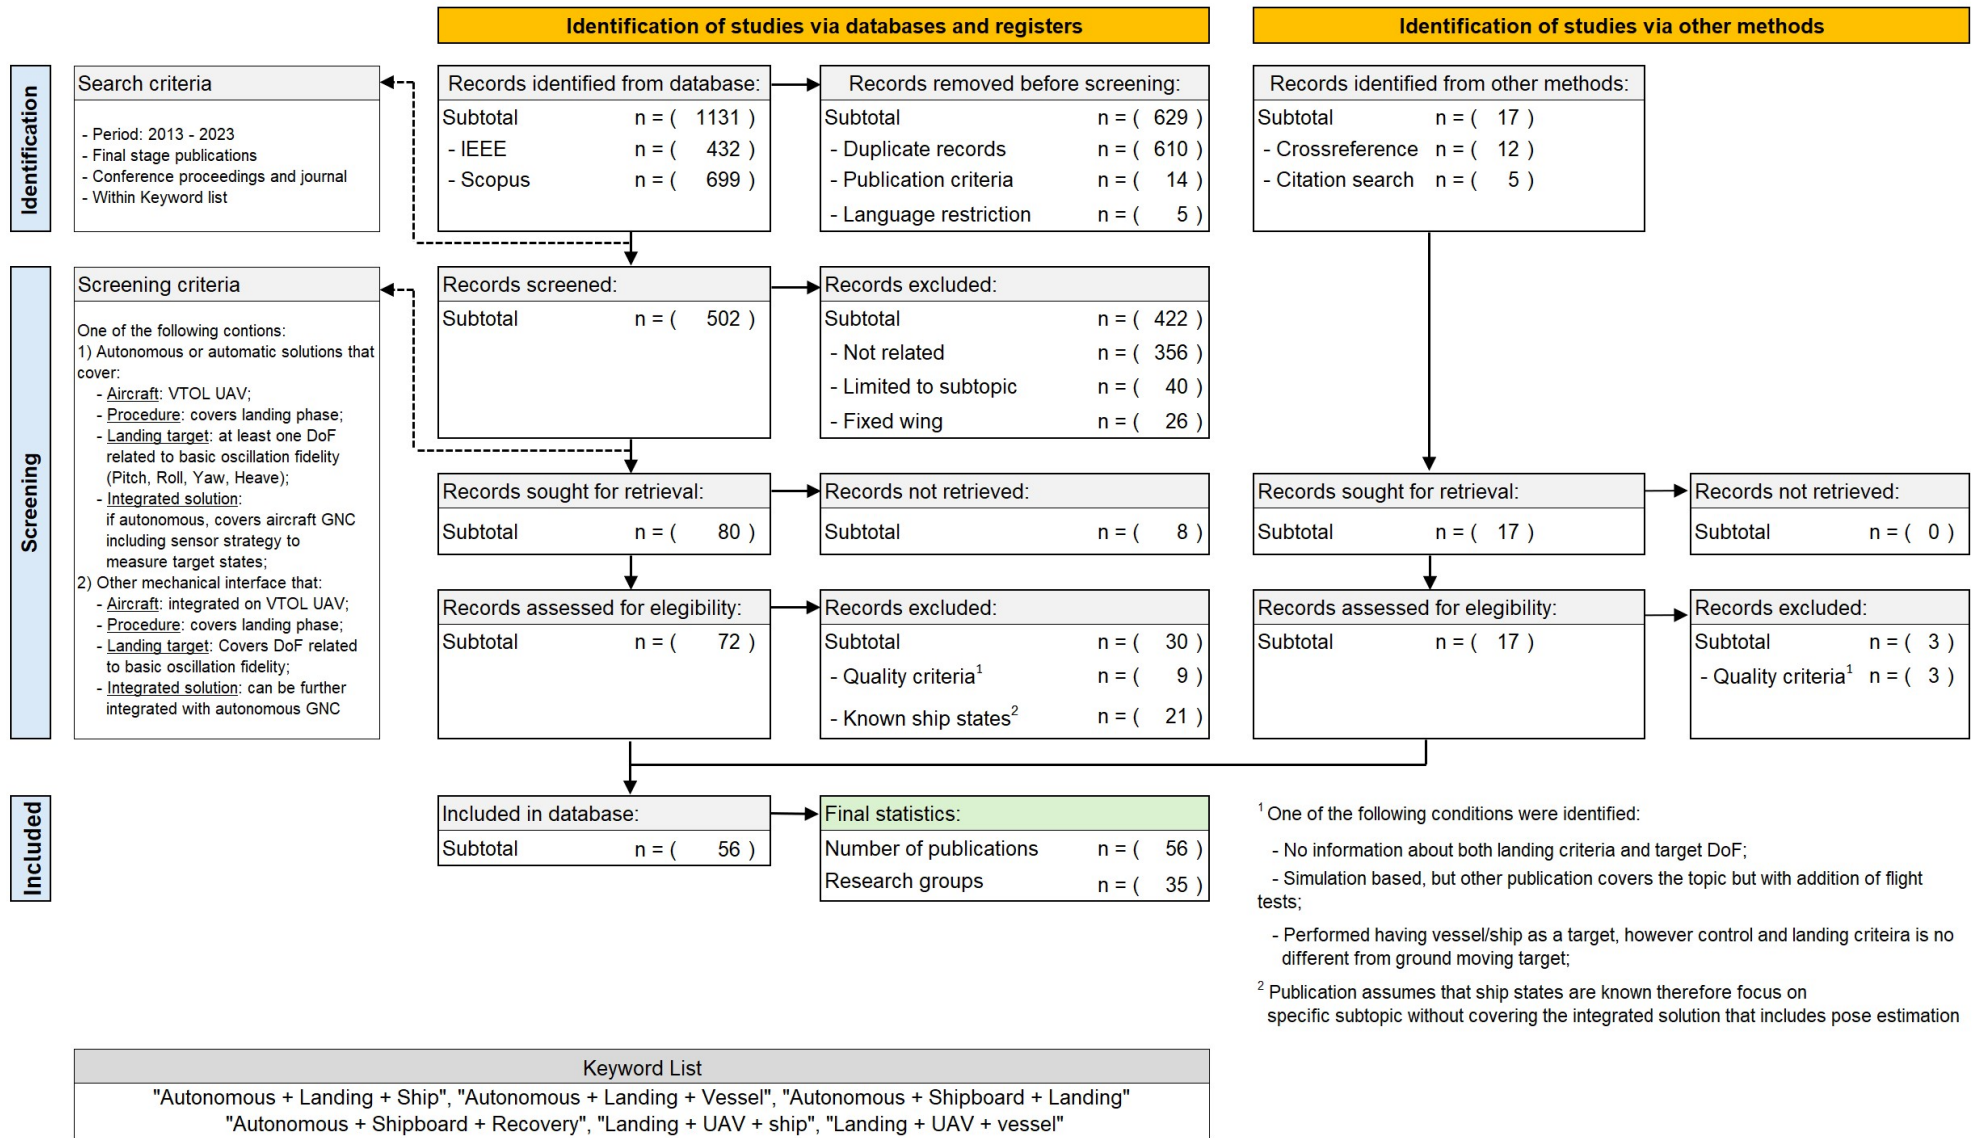 Identification of studies via databases and registers
Identification of studies via other methods
Identification
Search criteria
- Period: 2013 - 2023
- Final stage publications
- Conference proceedings and journal
- Within Keyword list
Records identified from database:
Subtotal n = ( 1131 )
- IEEE n = ( 432 )
- Scopus n = ( 699 )
Records removed before screening:
Subtotal n = ( 629 )
- Duplicate records n = ( 610 )
- Publication criteria n = ( 14 )
- Language restriction n = ( 5 )
Records identified from other methods:
Subtotal n = ( 17 )
- Crossreference n = ( 12 )
- Citation search n = ( 5 )
Screening
Screening criteria
One of the following contions:
1) Autonomous or automatic solutions that
cover:
- Aircraft: VTOL UAV;
- Procedure: covers landing phase;
- Landing target: at least one DoF
related to basic oscillation fidelity
(Pitch, Roll, Yaw, Heave);
- Integrated solution:
if autonomous, covers aircraft GNC
including sensor strategy to
measure target states;
2) Other mechanical interface that:
- Aircraft: integrated on VTOL UAV;
- Procedure: covers landing phase;
- Landing target: Covers DoF related
to basic oscillation fidelity;
- Integrated solution: can be further
integrated with autonomous GNC
Records screened:
Subtotal n = ( 502 )
Records excluded:
Subtotal n = ( 422 )
- Not related n = ( 356 )
- Limited to subtopic n = ( 40 )
- Fixed wing n = ( 26 )
Records sought for retrieval:
Subtotal n = ( 80 )
Records not retrieved:
Subtotal n = ( 8 )
Records sought for retrieval:
Subtotal n = ( 17 )
Records not retrieved:
Subtotal n = ( 0 )
Records assessed for elegibility:
Subtotal n = ( 72 )
Records excluded:
Subtotal n = ( 30 )
- Quality criteria¹ n = ( 9 )
- Known ship states² n = ( 21 )
Records assessed for elegibility:
Subtotal n = ( 17 )
Records excluded:
Subtotal n = ( 3 )
- Quality criteria¹ n = ( 3 )
Included
Included in database:
Subtotal n = ( 56 )
Final statistics:
Number of publications n = ( 56 )
Research groups n = ( 35 )
¹ One of the following conditions were identified:
- No information about both landing criteria and target DoF;
- Simulation based, but other publication covers the topic but with addition of flight
tests;
- Performed having vessel/ship as a target, however control and landing criteira is no
different from ground moving target;
² Publication assumes that ship states are known therefore focus on
specific subtopic without covering the integrated solution that includes pose estimation
Keyword List
"Autonomous + Landing + Ship", "Autonomous + Landing + Vessel", "Autonomous + Shipboard + Landing"
"Autonomous + Shipboard + Recovery", "Landing + UAV + ship", "Landing + UAV + vessel"